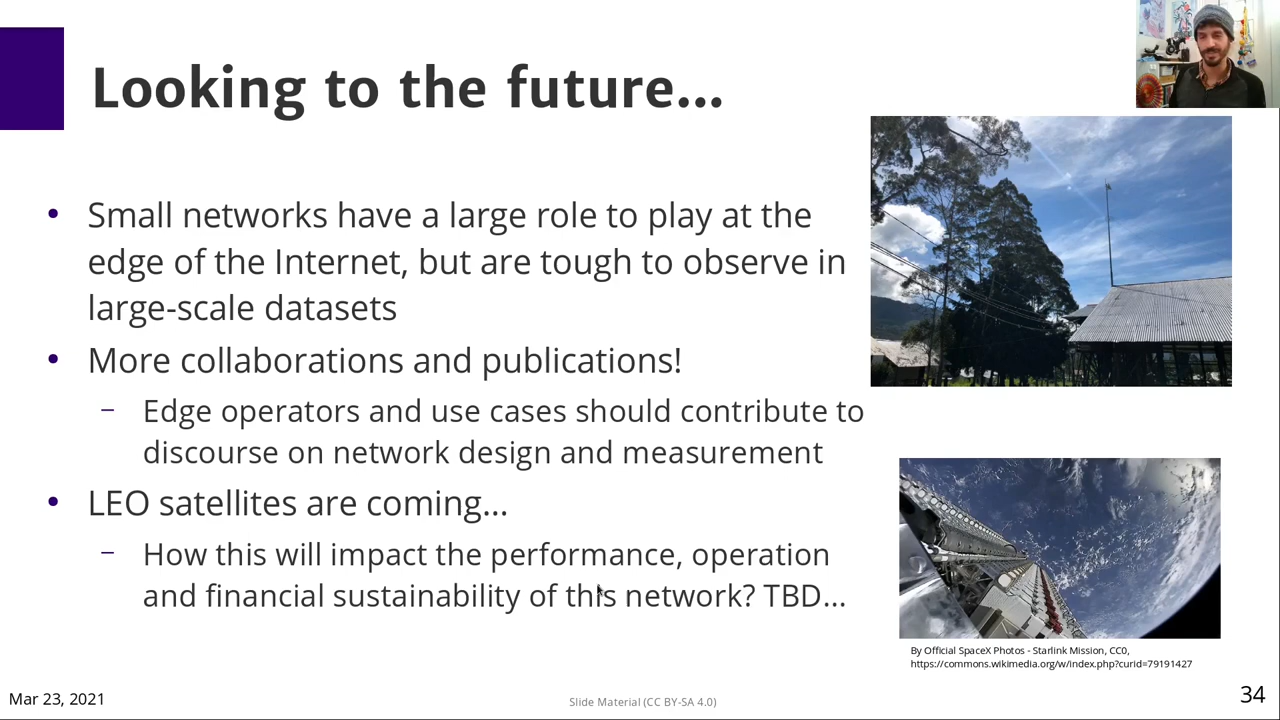 Looking to the future...
• Small networks have a large role to play at the
edge of the Internet, but are tough to observe in
large-scale datasets
• More collaborations and publications!
– Edge operators and use cases should contribute to
discourse on network design and measurement
• LEO satellites are coming...
– How this will impact the performance, operation
and financial sustainability of this network? TBD...
By Official SpaceX Photos - Starlink Mission, CC0,
https://commons.wikimedia.org/w/index.php?curid=79191427
Mar 23, 2021
Slide Material (CC BY-SA 4.0)
34